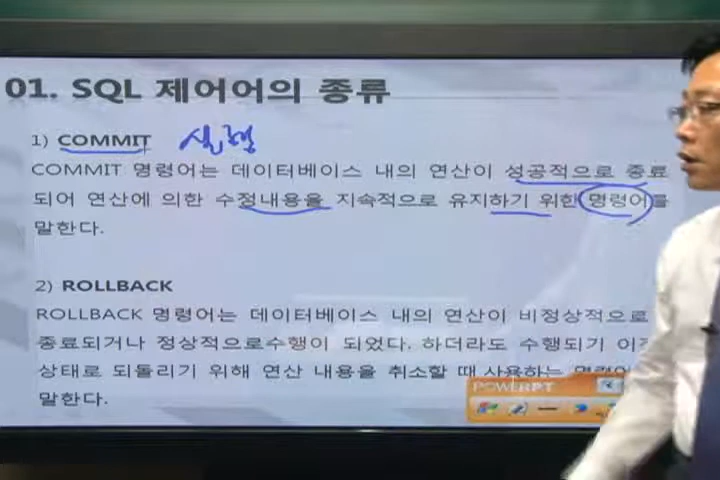 01. SQL 제어어의 종류
1) COMMIT 실행
COMMIT 명령어는 데이터베이스 내의 연산이 성공적으로 종료
되어 연산에 의한 수정내용을 지속적으로 유지하기 위한 명령어를
말한다.
2) ROLLBACK
ROLLBACK 명령어는 데이터베이스 내의 연산이 비정상적으로
종료되거나 정상적으로수행이 되었다. 하더라도 수행되기 이전
상태로 되돌리기 위해 연산 내용을 취소할 때 사용하는 명령어
말한다.
POWERPT